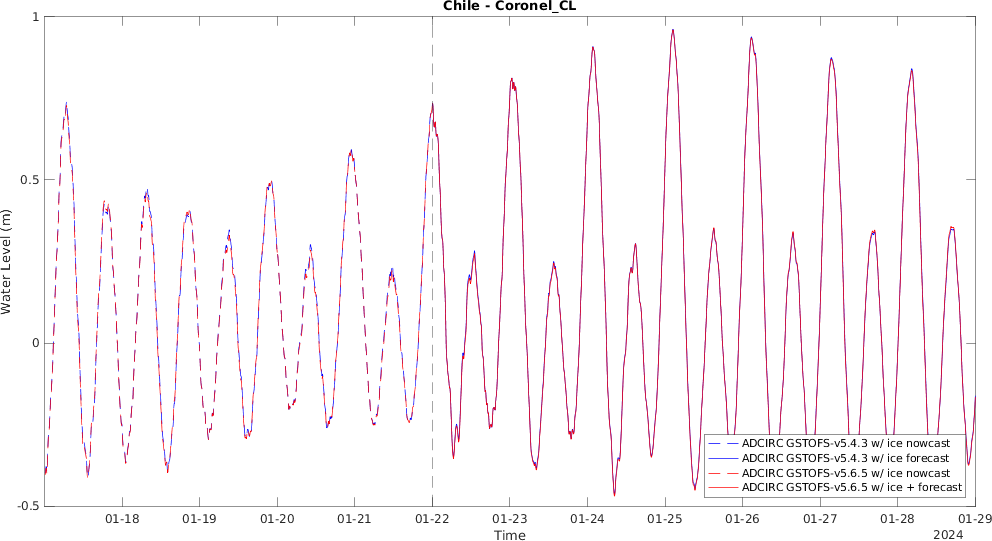 Chile - Coronel_CL
Water Level (m)
1
0.5
0
-0.5
ADCIRC GSTOFS-v5.4.3 w/ ice nowcast
ADCIRC GSTOFS-v5.4.3 w/ ice forecast
ADCIRC GSTOFS-v5.6.5 w/ ice nowcast
ADCIRC GSTOFS-v5.6.5 w/ ice + forecast
01-18 01-19 01-20 01-21 01-22 01-23 01-24 01-25 01-26 01-27 01-28 01-29
Time 2024